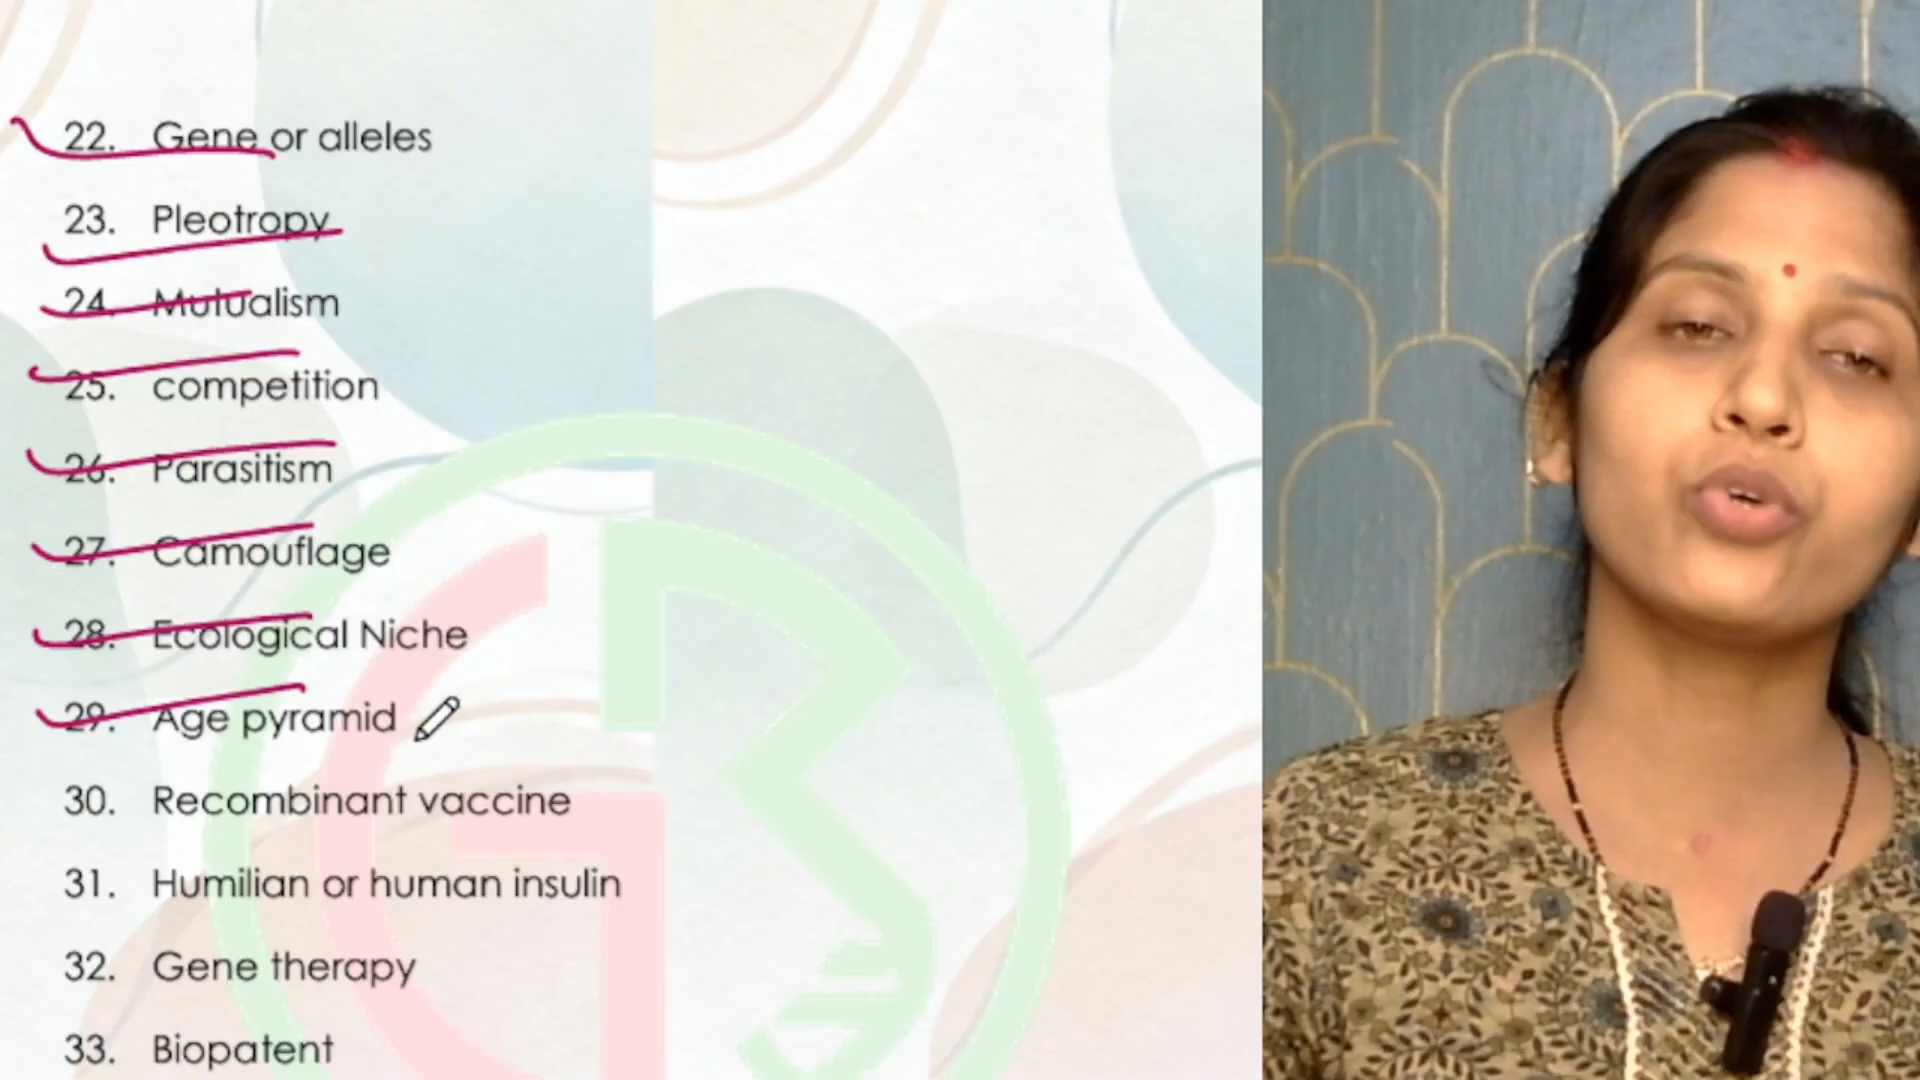 22. Gene or alleles
23. Pleotropy
24. Mutualism
25. competition
26. Parasitism
27. Camouflage
28. Ecological Niche
29. Age pyramid
30. Recombinant vaccine
31. Humilian or human insulin
32. Gene therapy
33. Biopatent